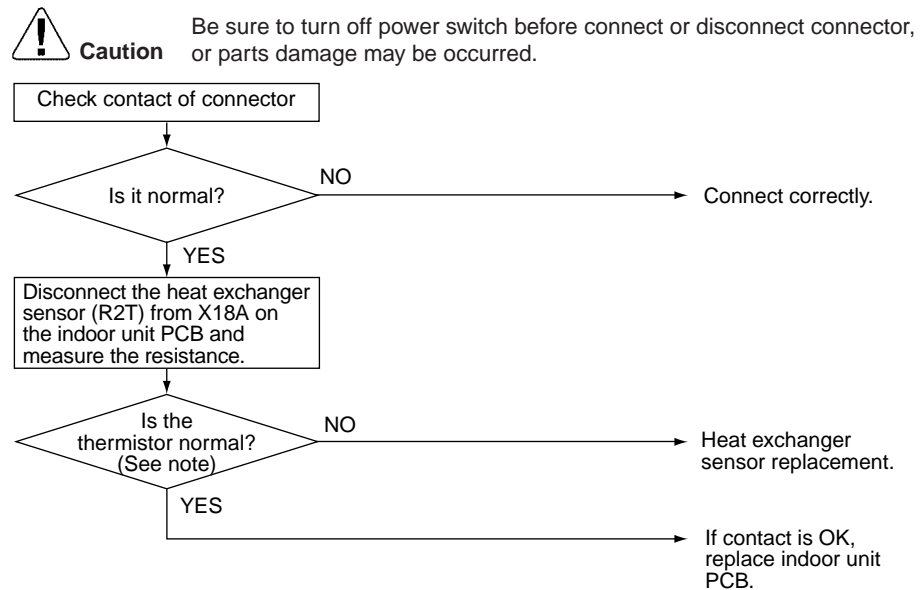 Be sure to turn off power switch before connect or disconnect connector,
Caution or parts damage may be occurred.
Check contact of connector
Is it normal?
NO
Connect correctly.
YES
Disconnect the heat exchanger
sensor (R2T) from X18A on
the indoor unit PCB and
measure the resistance.
Is the
thermistor normal?
(See note)
NO
Heat exchanger
sensor replacement.
YES
If contact is OK,
replace indoor unit
PCB.